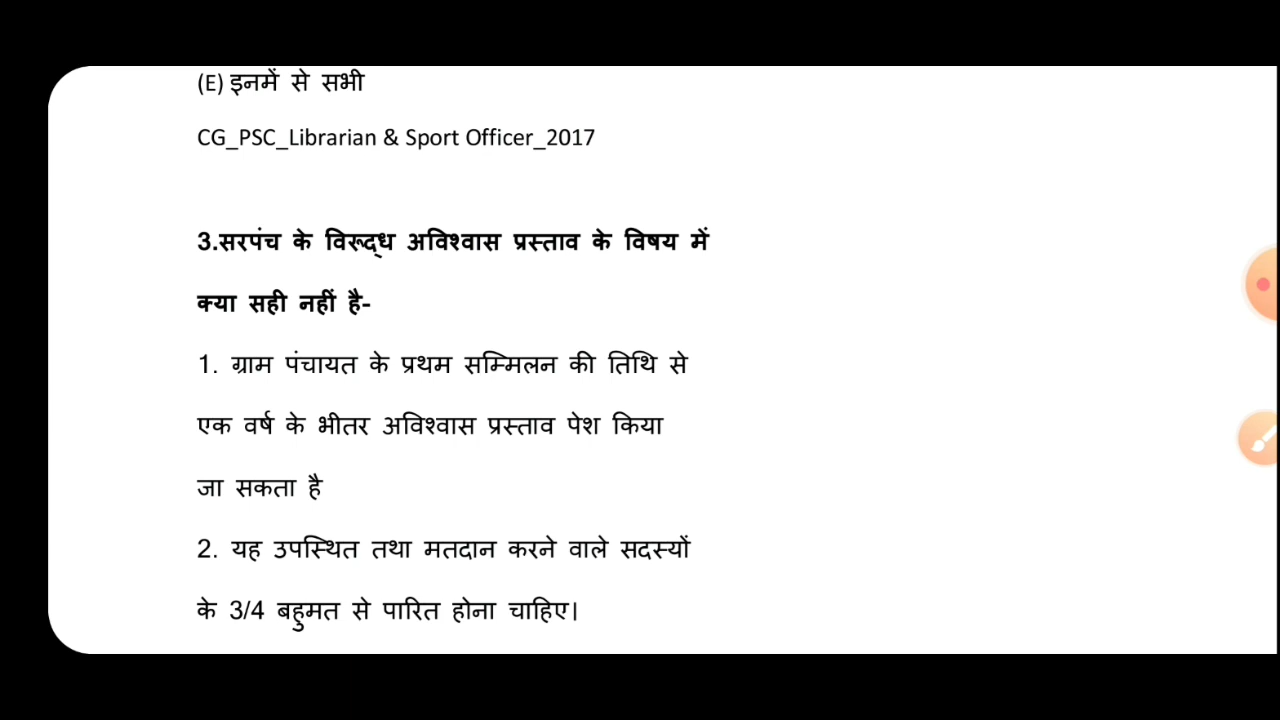 (E) इनमें से सभी
CG_PSC_Librarian & Sport Officer_2017
3.सरपंच के विरूद्ध अविश्वास प्रस्ताव के विषय में
क्या सही नहीं है-
1. ग्राम पंचायत के प्रथम सम्मिलन की तिथि से
एक वर्ष के भीतर अविश्वास प्रस्ताव पेश किया
जा सकता है
2. यह उपस्थित तथा मतदान करने वाले सदस्यों
के 3/4 बहुमत से पारित होना चाहिए।